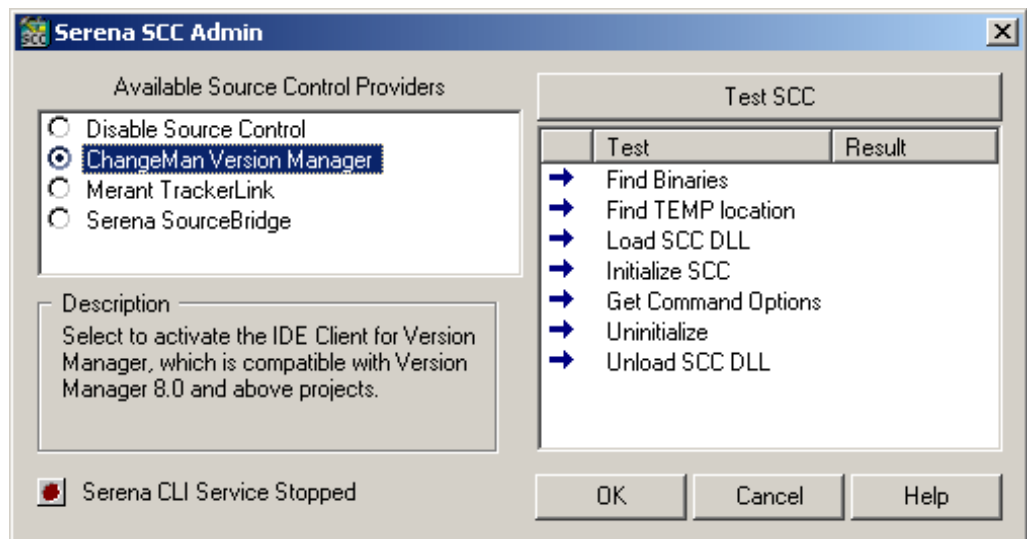 SCC Serena SCC Admin
Available Source Control Providers
Disable Source Control
ChangeMan Version Manager
Merant TrackerLink
Serena SourceBridge
Description
Select to activate the IDE Client for Version
Manager, which is compatible with Version
Manager 8.0 and above projects.
Serena CLI Service Stopped
Test SCC
Test Result
Find Binaries
Find TEMP location
Load SCC DLL
Initialize SCC
Get Command Options
Uninitialize
Unload SCC DLL
OK Cancel Help